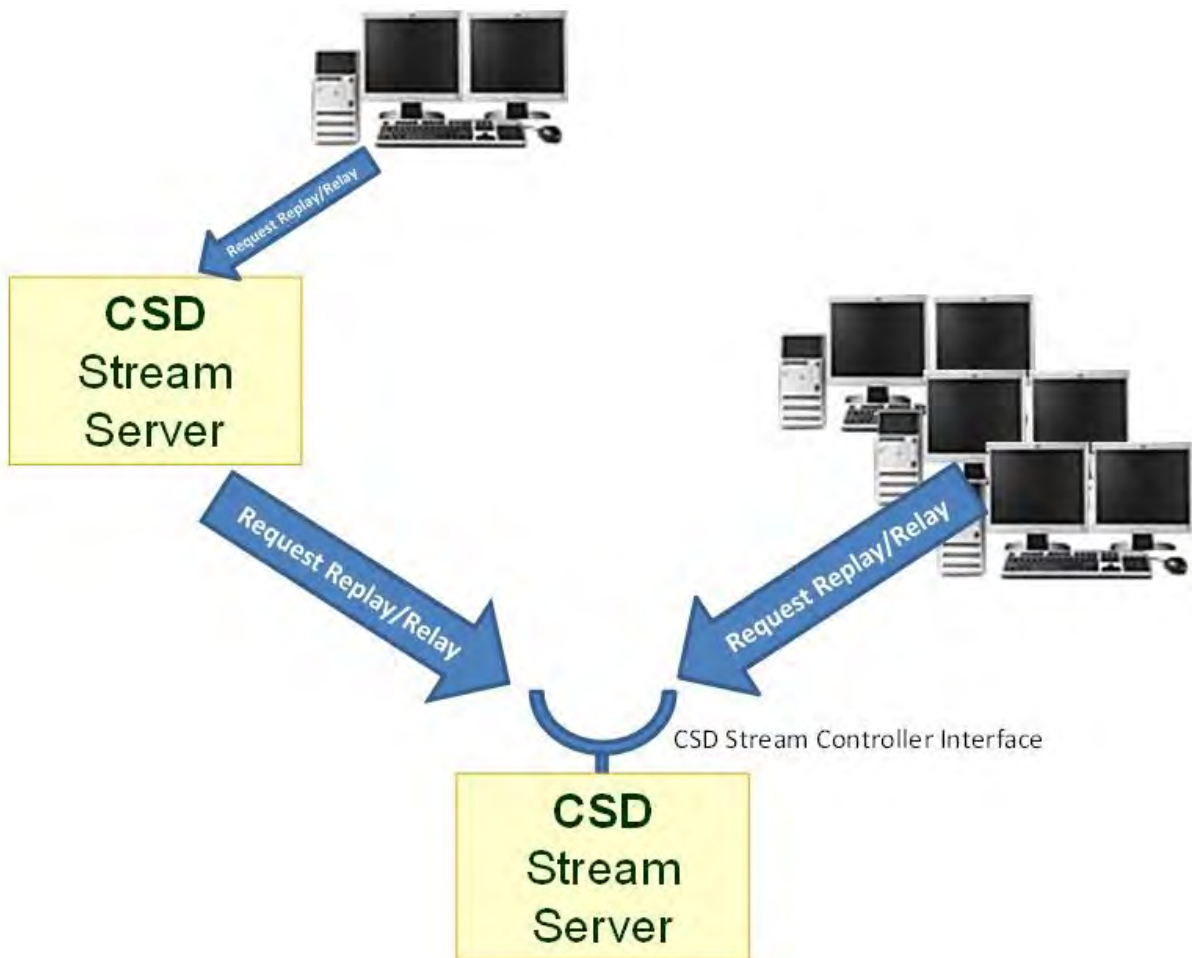 Request Replay/Relay
CSD
Stream
Server
Request Replay/Relay
Request Replay/Relay
CSD Stream Controller Interface
CSD
Stream
Server